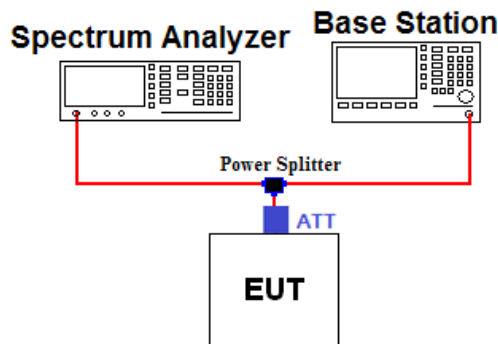 Spectrum Analyzer
Base Station
Power Splitter
ATT
EUT